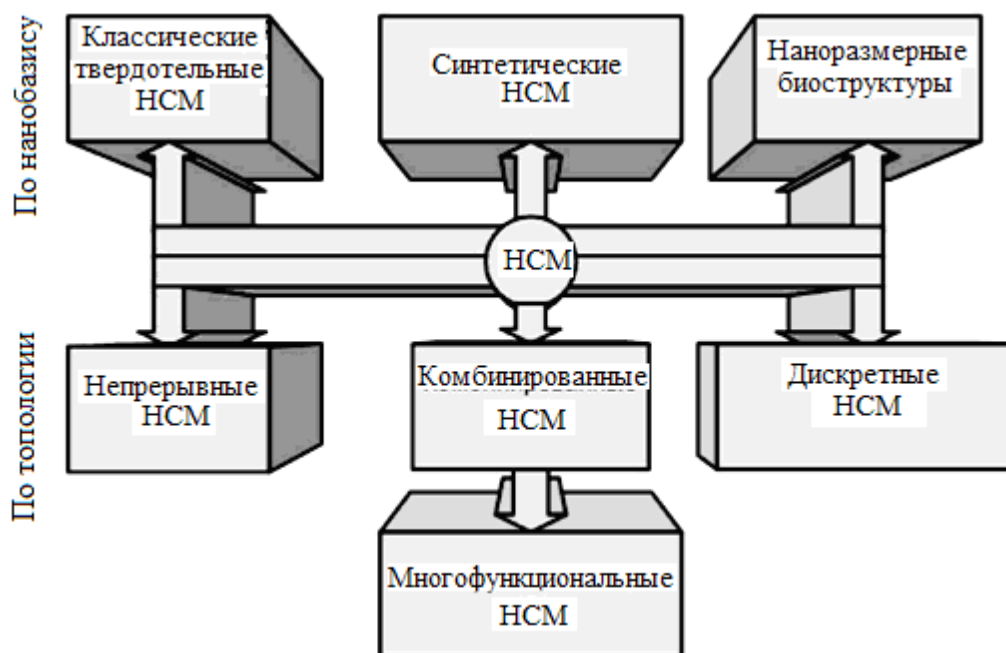 По нанобазису
Классические
твердотельные
НСМ
Синтетические
НСМ
Наноразмерные
биоструктуры
НСМ
По топологии
Непрерывные
НСМ
Комбинированные
НСМ
Дискретные
НСМ
Многофункциональные
НСМ